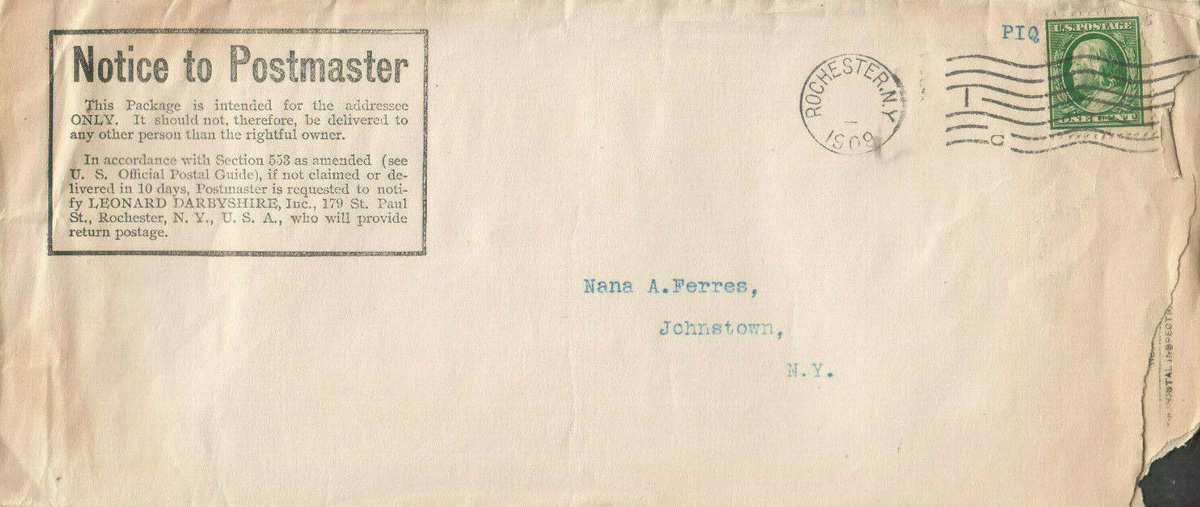 Notice to Postmaster
This Package is intended for the addressee
ONLY. It should not, therefore, be delivered to
any other person than the rightful owner.
In accordance with Section 553 as amended (see
U. S. Official Postal Guide), if not claimed or de-
livered in 10 days, Postmaster is requested to noti-
fy LEONARD DARBYSHIRE, Inc., 179 St. Paul
St., Rochester, N. Y., U. S. A., who will provide
return postage.
PIQ
ROCHESTER.N.Y.
1909
C
U.S. POSTAGE
ONE CENT
Nana A.Ferres,
Johnstown,
N.Y.